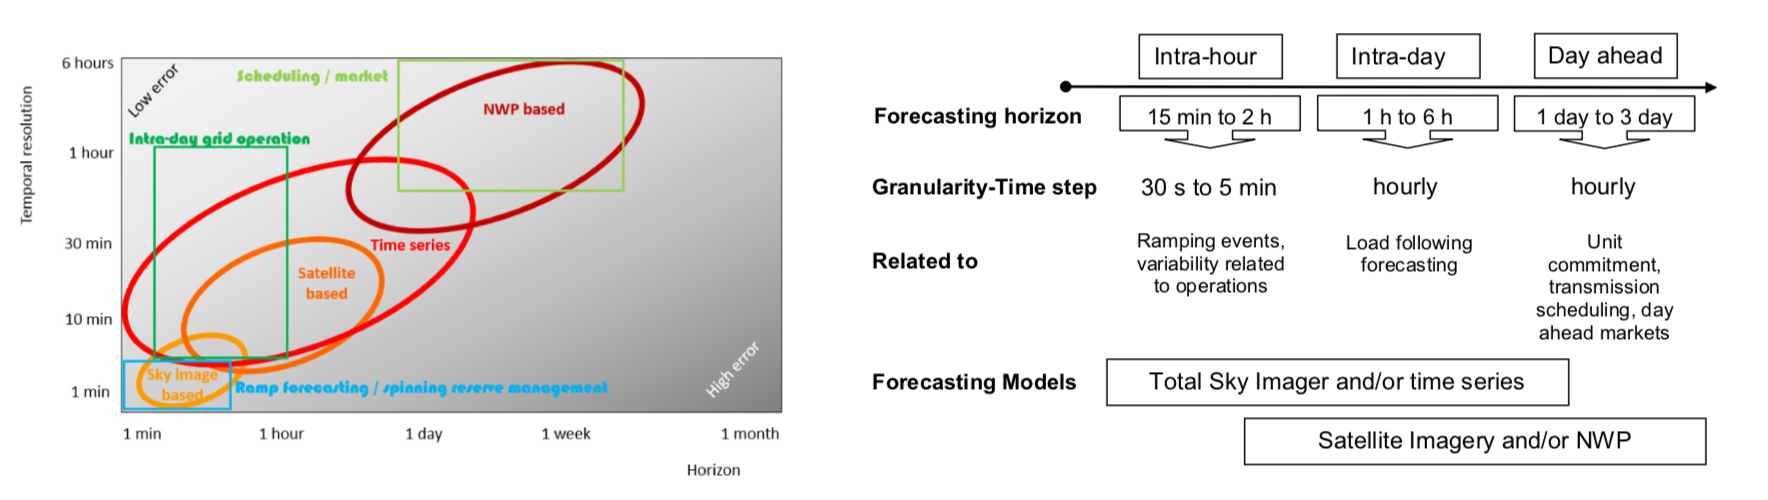 6 hours
1 hour
30 min
10 min
1 min
Temporal resolution
Low error
Scheduling / market
NWP based
Intra-day grid operation
Time series
Satellite
based
Sky image
based
Ramp forecasting / spinning reserve management
High error
1 min
1 hour
1 day
1 week
1 month
Horizon
Intra-hour
Intra-day
Day ahead
Forecasting horizon
15 min to 2 h
1 h to 6 h
1 day to 3 day
Granularity-Time step
30 s to 5 min
hourly
hourly
Related to
Ramping events,
variability related
to operations
Load following
forecasting
Unit
commitment,
transmission
scheduling, day
ahead markets
Forecasting Models
Total Sky Imager and/or time series
Satellite Imagery and/or NWP